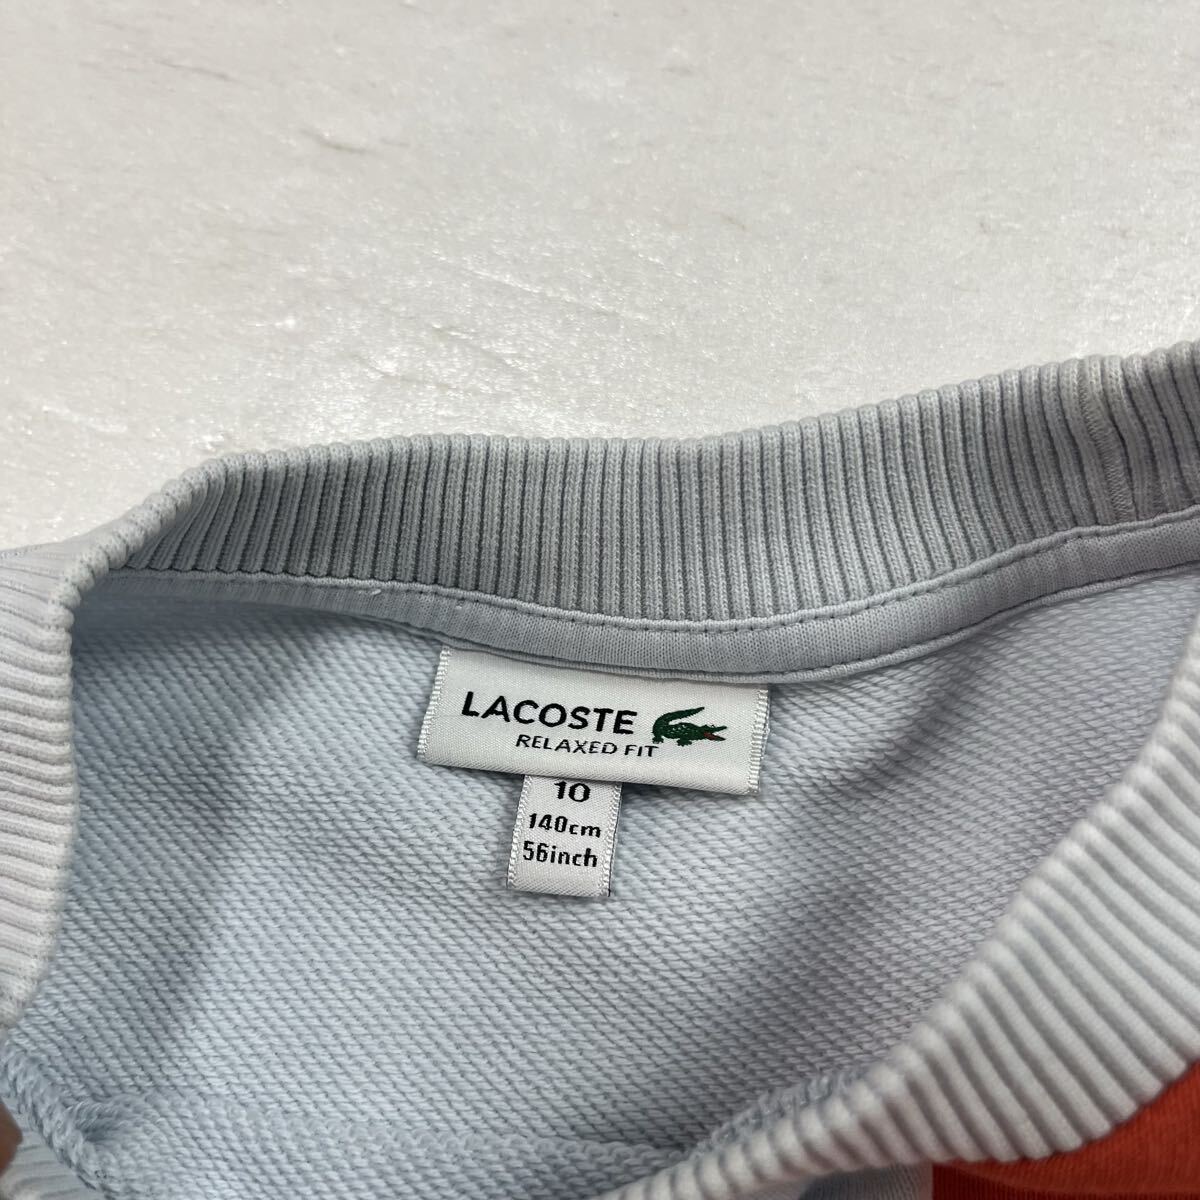 LACOSTE
RELAXED FIT
10
140cm
56inch